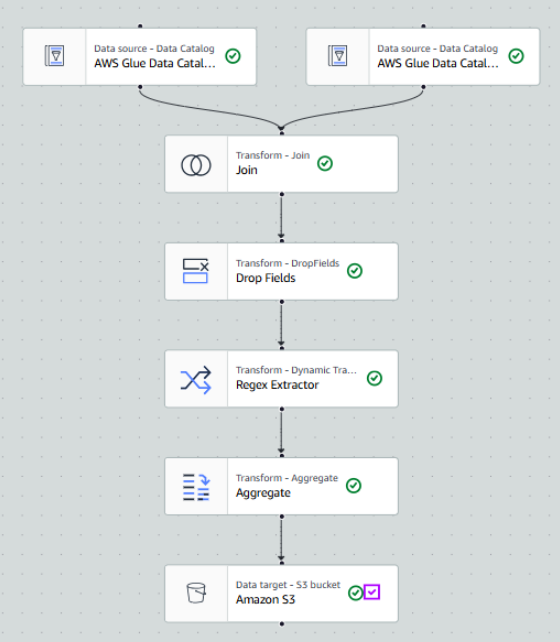 Data source - Data Catalog
AWS Glue Data Catal...
Data source - Data Catalog
AWS Glue Data Catal...
Transform - Join
Join
Transform - DropFields
Drop Fields
Transform - Dynamic Tra...
Regex Extractor
Transform - Aggregate
Aggregate
Data target - S3 bucket
Amazon S3